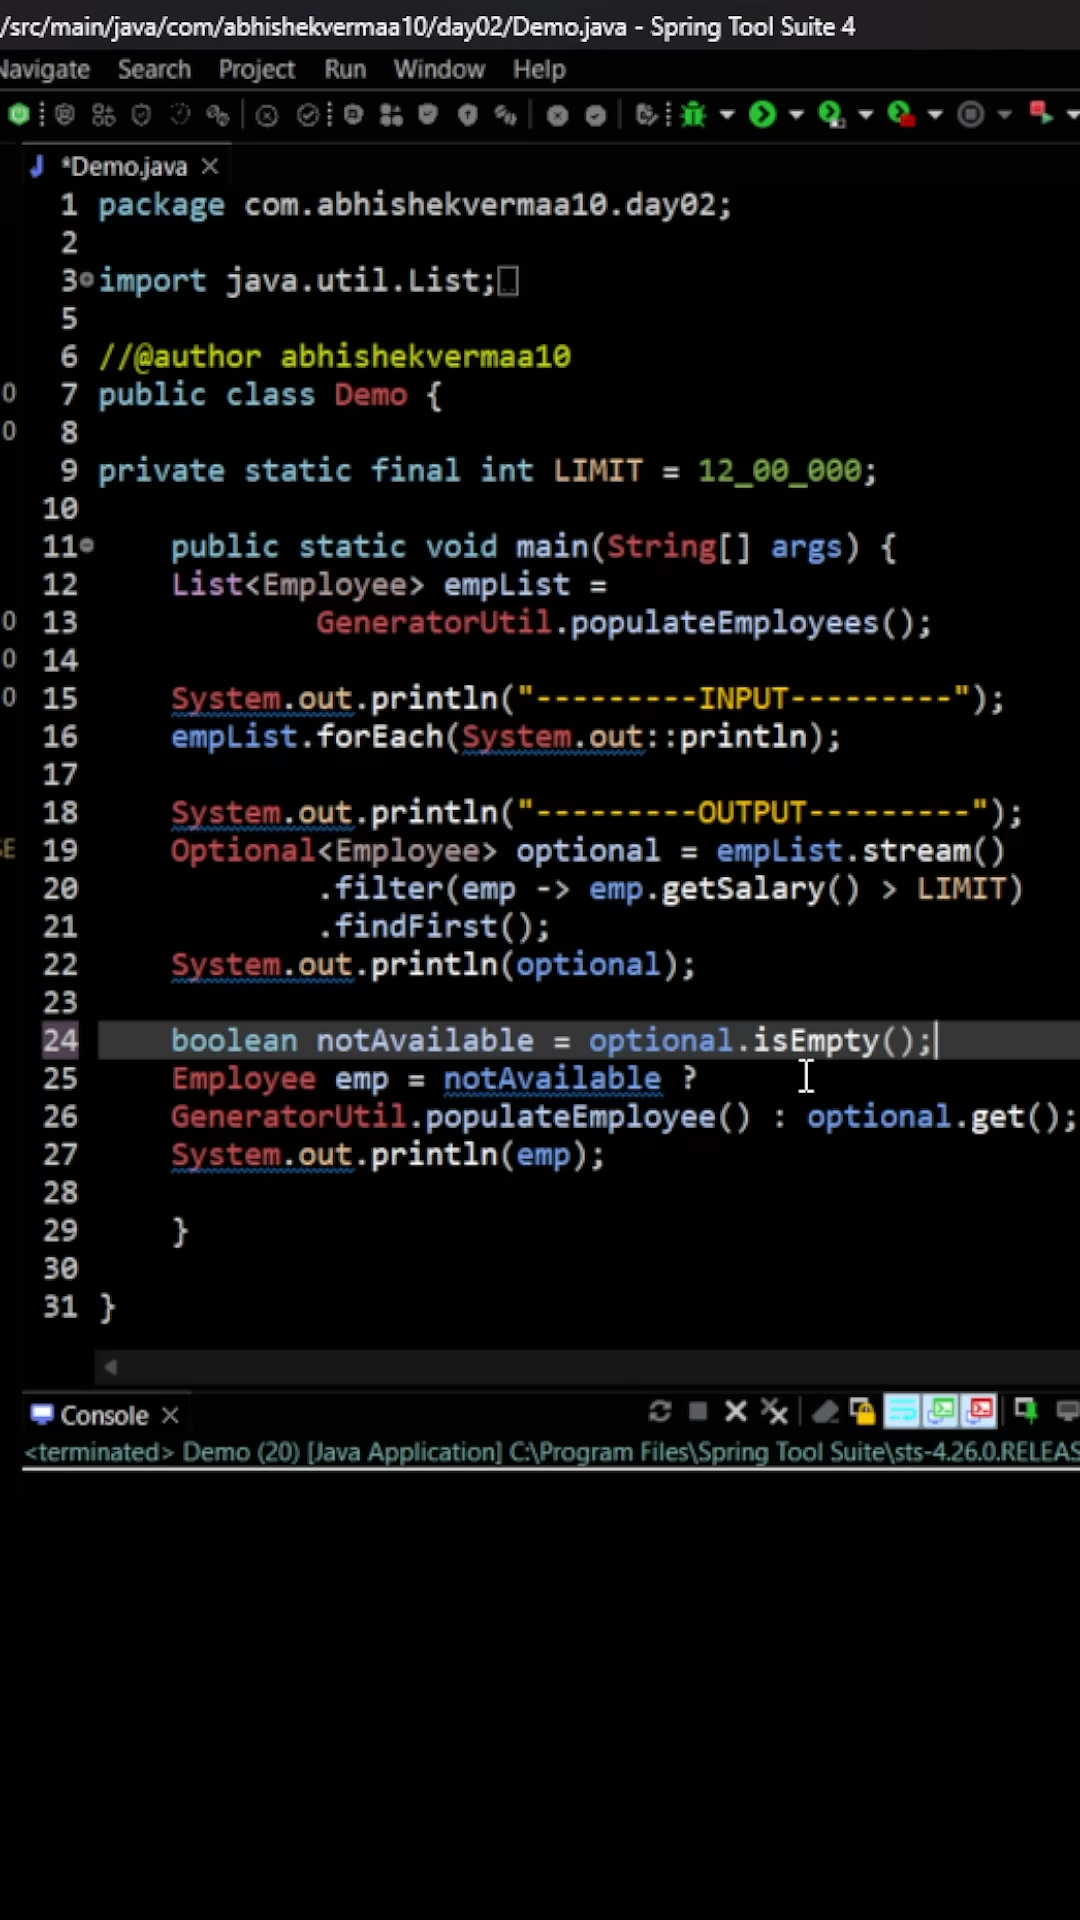 /src/main/java/com/abhishekvermaa10/day02/Demo.java - Spring Tool Suite 4
Navigate Search Project Run Window Help
*Demo.java
1 package com.abhishekvermaa10.day02;
2
3 import java.util.List;
5
6 //@author abhishekvermaa10
7 public class Demo {
8
9 private static final int LIMIT = 12_00_000;
10
11 public static void main(String[] args) {
12 List<Employee> empList =
13 GeneratorUtil.populateEmployees();
14
15 System.out.println("---------INPUT---------");
16 empList.forEach(System.out::println);
17
18 System.out.println("---------OUTPUT---------");
19 Optional<Employee> optional = empList.stream()
20 .filter(emp -> emp.getSalary() > LIMIT)
21 .findFirst();
22 System.out.println(optional);
23
24 boolean notAvailable = optional.isEmpty();
25 Employee emp = notAvailable ?
26 GeneratorUtil.populateEmployee() : optional.get();
27 System.out.println(emp);
28
29 }
30
31 }
Console
<terminated> Demo (20) [Java Application] C:\Program Files\Spring Tool Suite\sts-4.26.0.RELEAS